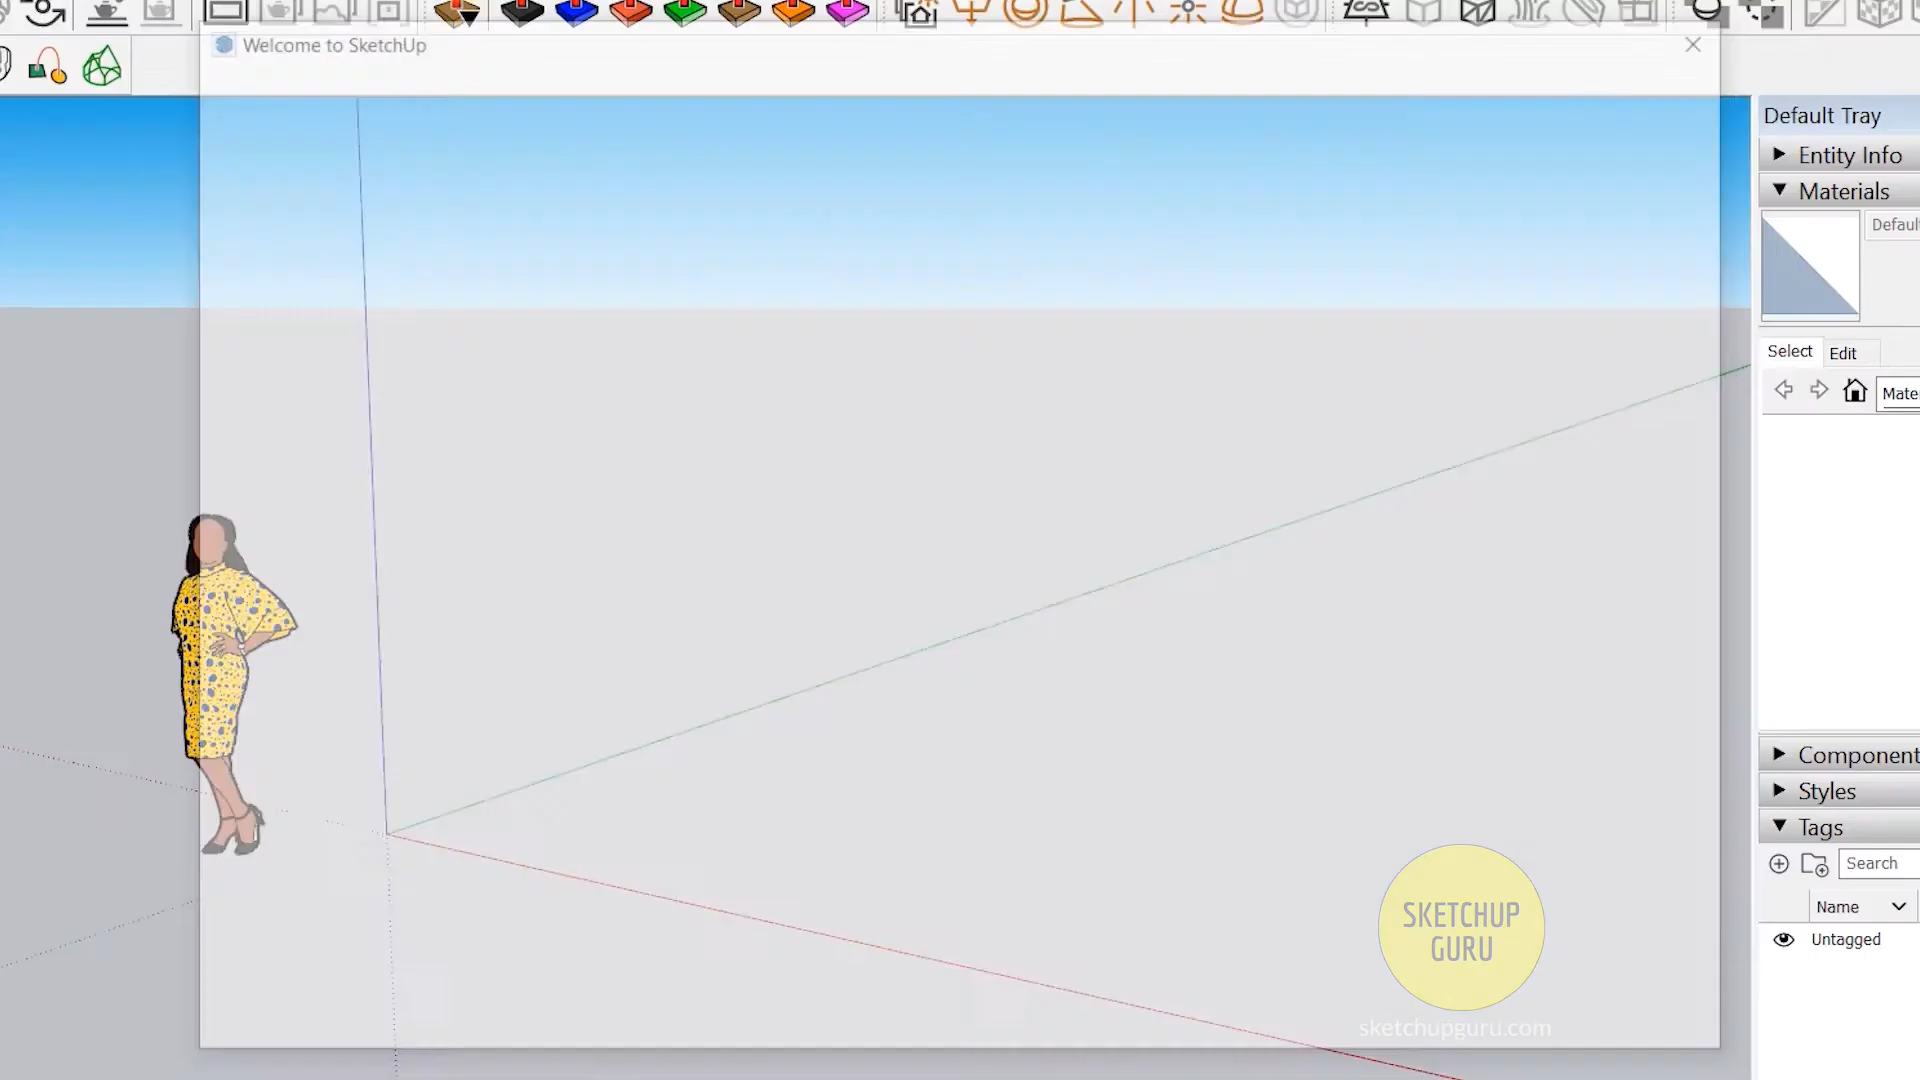 Welcome to SketchUp
Default Tray
Entity Info
Materials
Defaul
Select
Edit
Mate
Component
Styles
Tags
Search
Name
Untagged
SKETCHUP
GURU
sketchupguru.com